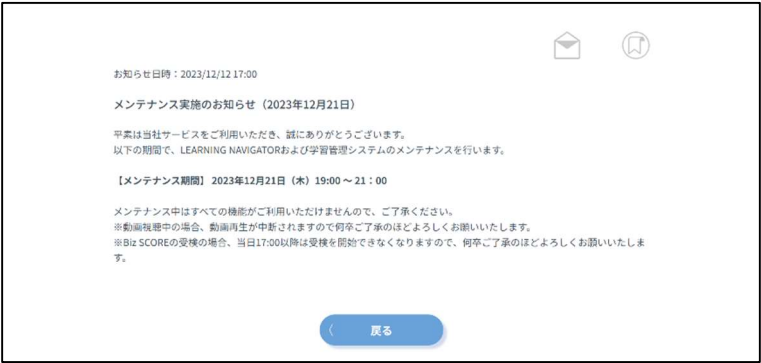 お知らせ日時：2023/12/12 17:00
メンテナンス実施のお知らせ（2023年12月21日）
平素は当社サービスをご利用いただき、誠にありがとうございます。
以下の期間で、LEARNING NAVIGATORおよび学習管理システムのメンテナンスを行います。
【メンテナンス期間】 2023年12月21日（木）19:00 ～ 21：00
メンテナンス中はすべての機能がご利用いただけませんので、ご了承ください。
※動画視聴中の場合、動画再生が中断されますので何卒ご了承のほどよろしくお願いいたします。
※Biz SCOREの受検の場合、当日17:00以降は受検を開始できなくなりますので、何卒ご了承のほどよろしくお願いいたしま
す。
〈 戻る